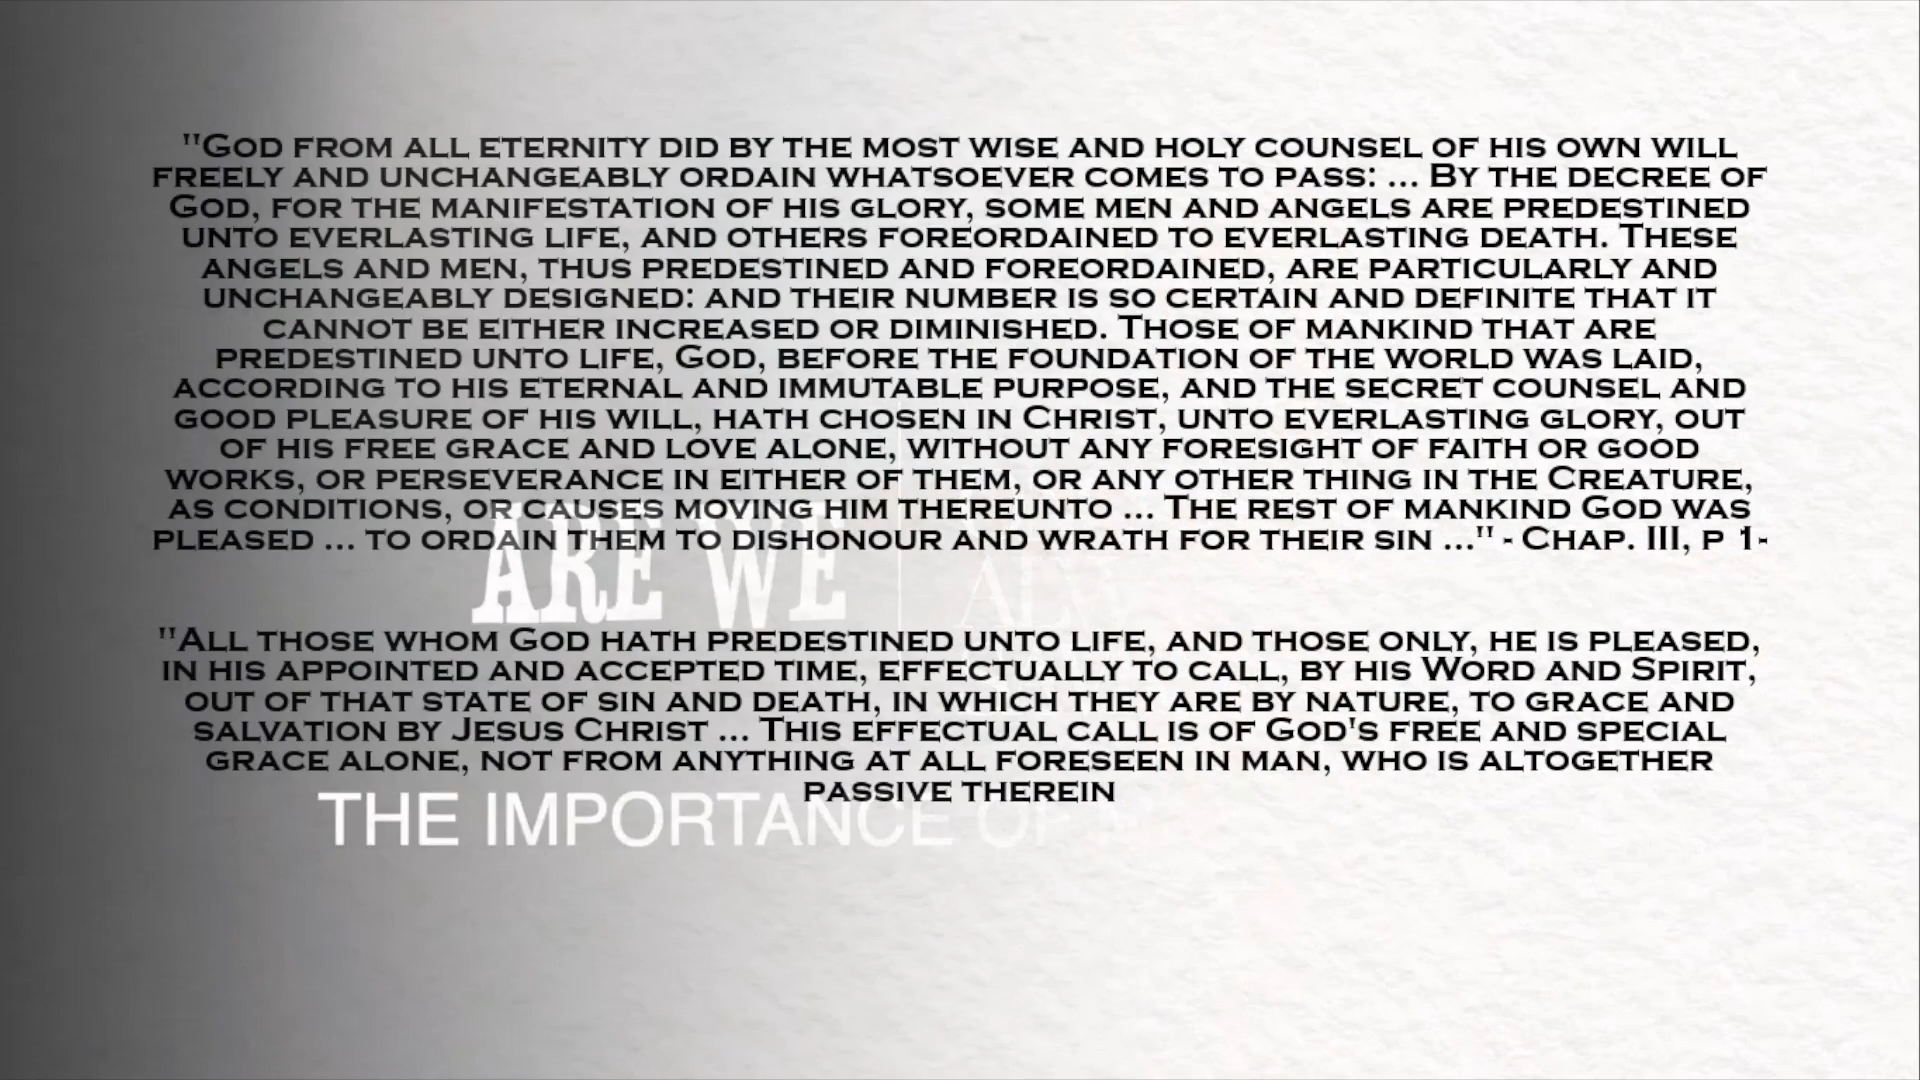 "God from all eternity did by the most wise and holy counsel of his own will
freely and unchangeably ordain whatsoever comes to pass: ... By the decree of
God, for the manifestation of his glory, some men and angels are predestined
unto everlasting life, and others foreordained to everlasting death. These
angels and men, thus predestined and foreordained, are particularly and
unchangeably designed: and their number is so certain and definite that it
cannot be either increased or diminished. Those of mankind that are
predestined unto life, God, before the foundation of the world was laid,
according to his eternal and immutable purpose, and the secret counsel and
good pleasure of his will, hath chosen in Christ, unto everlasting glory, out
of his free grace and love alone, without any foresight of faith or good
works, or perseverance in either of them, or any other thing in the Creature,
as conditions, or causes moving him thereunto ... The rest of mankind God was
pleased ... to ordain them to dishonour and wrath for their sin ..." - Chap. III, p 1-
ARE WE
"All those whom God hath predestined unto life, and those only, he is pleased,
in his appointed and accepted time, effectually to call, by his Word and Spirit,
out of that state of sin and death, in which they are by nature, to grace and
salvation by Jesus Christ ... This effectual call is of God's free and special
grace alone, not from anything at all foreseen in man, who is altogether
passive therein
THE IMPORTANCE OF